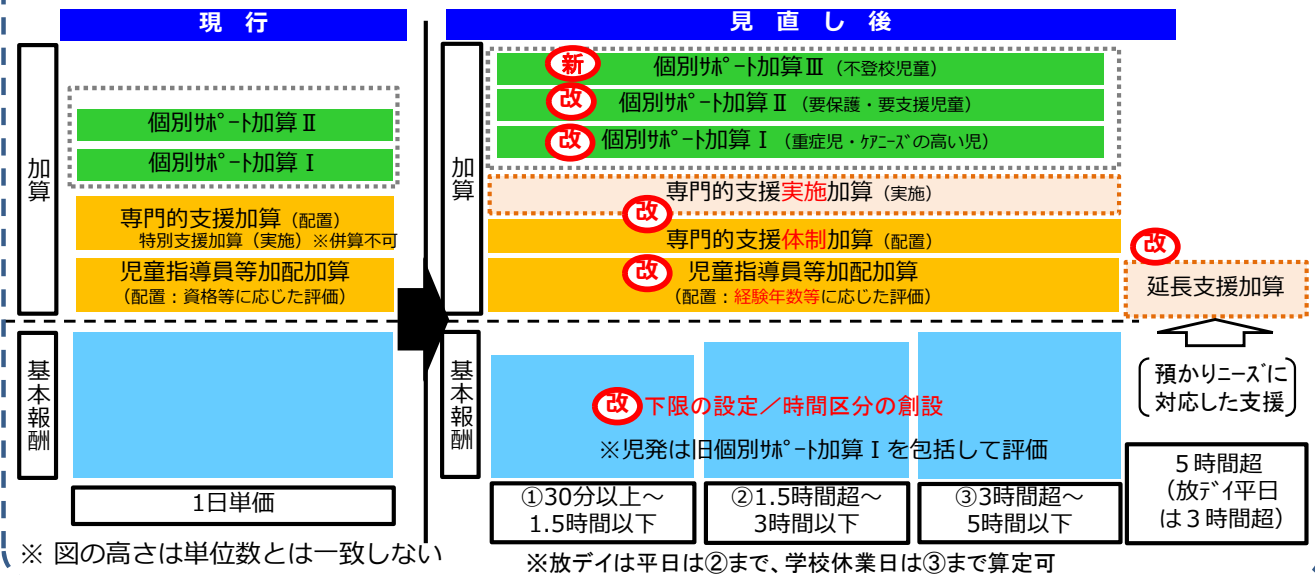 現 行
加算
個別ｻﾎﾟｰﾄ加算Ⅱ
個別ｻﾎﾟｰﾄ加算Ⅰ
専門的支援加算（配置）
特別支援加算（実施）※併算不可
児童指導員等加配加算
（配置：資格等に応じた評価）
基本報酬
1日単価
※ 図の高さは単位数とは一致しない
見 直 し 後
加算
新 個別ｻﾎﾟｰﾄ加算Ⅲ（不登校児童）
改 個別ｻﾎﾟｰﾄ加算Ⅱ（要保護・要支援児童）
改 個別ｻﾎﾟｰﾄ加算Ⅰ（重症児・ｹｱﾆｰｽﾞの高い児）
専門的支援実施加算（実施）
改
専門的支援体制加算（配置）
改 児童指導員等加配加算
（配置：経験年数等に応じた評価）
改
延長支援加算
預かりﾆｰｽﾞに
対応した支援
基本報酬
改 下限の設定／時間区分の創設
※児発は旧個別ｻﾎﾟｰﾄ加算Ⅰを包括して評価
①30分以上～
1.5時間以下
②1.5時間超～
3時間以下
③3時間超～
5時間以下
５時間超
（放ﾃﾞｲ平日
は３時間超）
※放デイは平日は②まで、学校休業日は③まで算定可